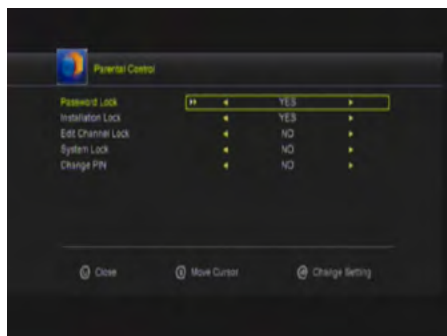 Parental Control
Password Lock YES
Installation Lock YES
Edit Channel Lock NO
System Lock NO
Change PIN NO
Close Move Cursor Change Setting